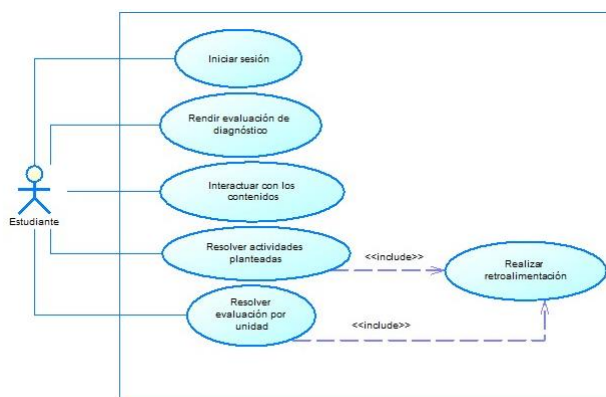 Iniciar sesión
Rendir evaluación de
diagnóstico
Interactuar con los
contenidos
Estudiante
Resolver actividades
planteadas
<<include>>
Realizar
retroalimentación
Resolver
evaluación por
unidad
<<include>>